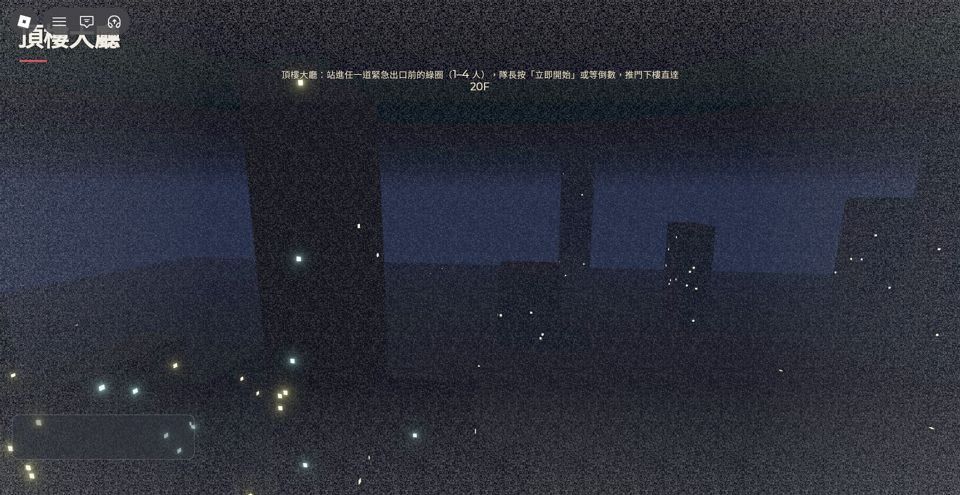 頂樓大廳
頂樓大廳：站進任一道緊急出口前的綠圈（1–4 人），隊長按「立即開始」或等倒數，推門下樓直達
20F